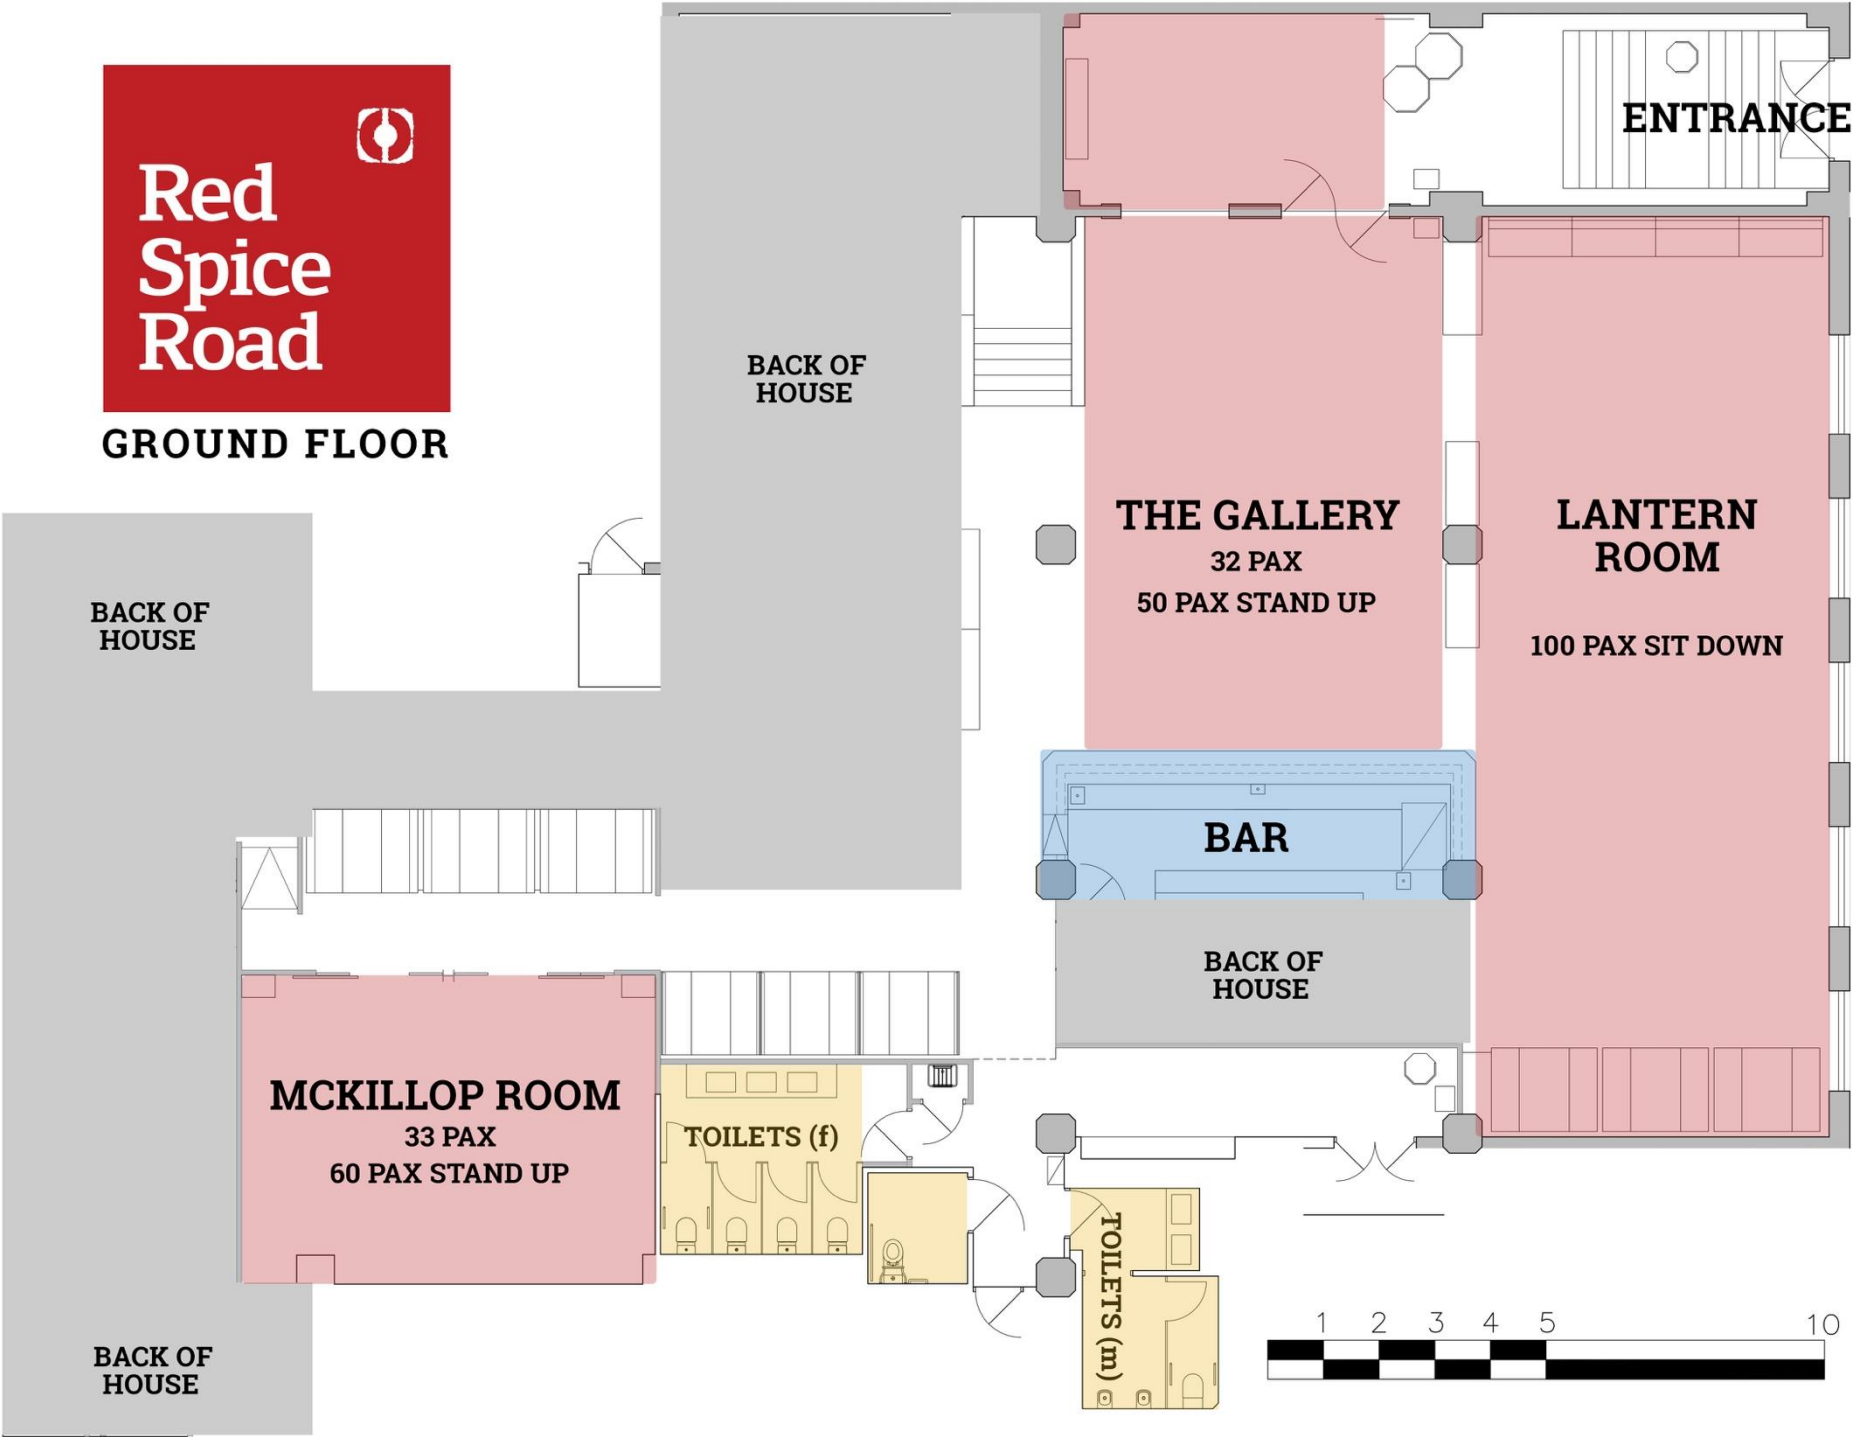 Red
Spice
Road
GROUND FLOOR
ENTRANCE
BACK OF
HOUSE
THE GALLERY
32 PAX
50 PAX STAND UP
LANTERN
ROOM
100 PAX SIT DOWN
BACK OF
HOUSE
BAR
BACK OF
HOUSE
MCKILLOP ROOM
33 PAX
60 PAX STAND UP
TOILETS (f)
TOILETS (m)
BACK OF
HOUSE
1 2 3 4 5 10